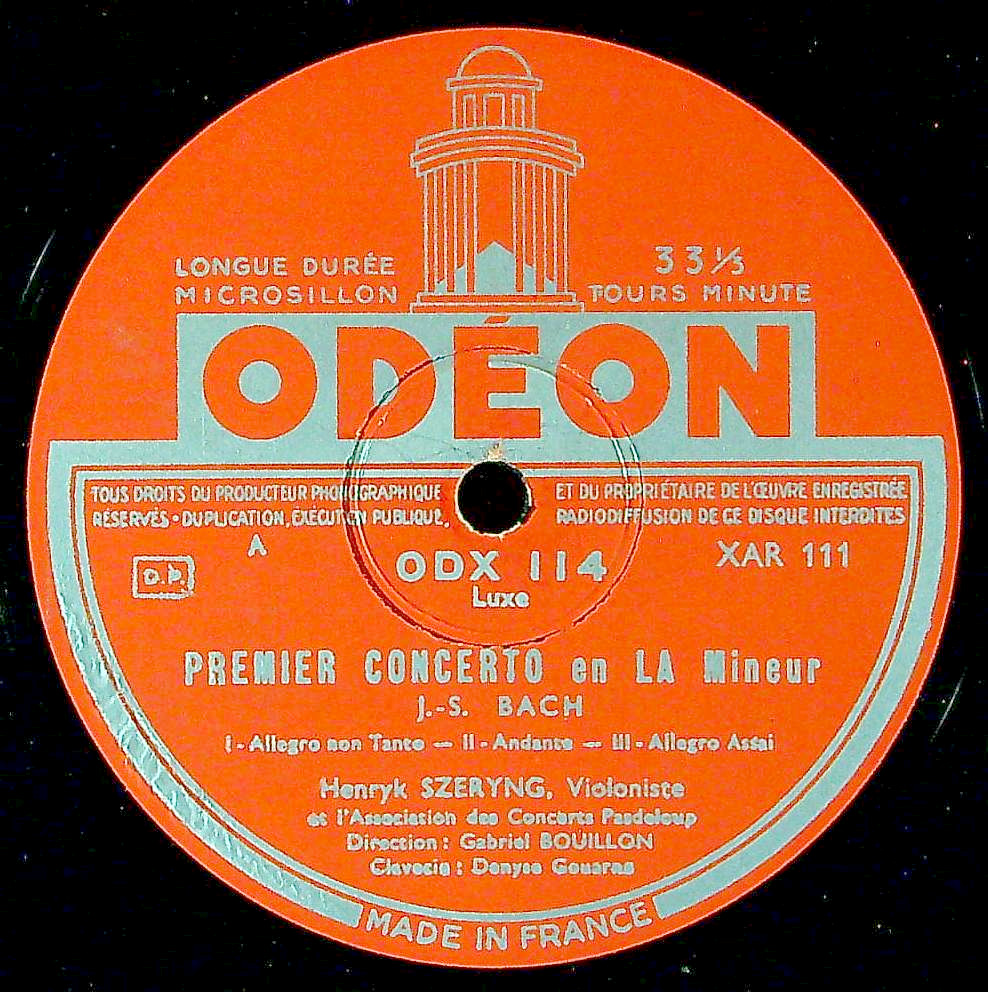 LONGUE DURÉE
MICROSILLON
33 1/3
TOURS MINUTE
ODÉON
TOUS DROITS DU PRODUCTEUR PHONOGRAPHIQUE ET DU PROPRIÉTAIRE DE L'ŒUVRE ENREGISTRÉE
RÉSERVÉS • DUPLICATION, EXÉCUTION PUBLIQUE, RADIODIFFUSION DE CE DISQUE INTERDITES
A
D.P.
ODX 114
Luxe
XAR 111
PREMIER CONCERTO en LA Mineur
J.-S. BACH
I - Allegro non Tanto — II - Andante — III - Allegro Assai
Henryk SZERYNG, Violoniste
et l'Association des Concerts Pasdeloup
Direction : Gabriel BOUILLON
Clavecin : Denyse Gouarne
MADE IN FRANCE